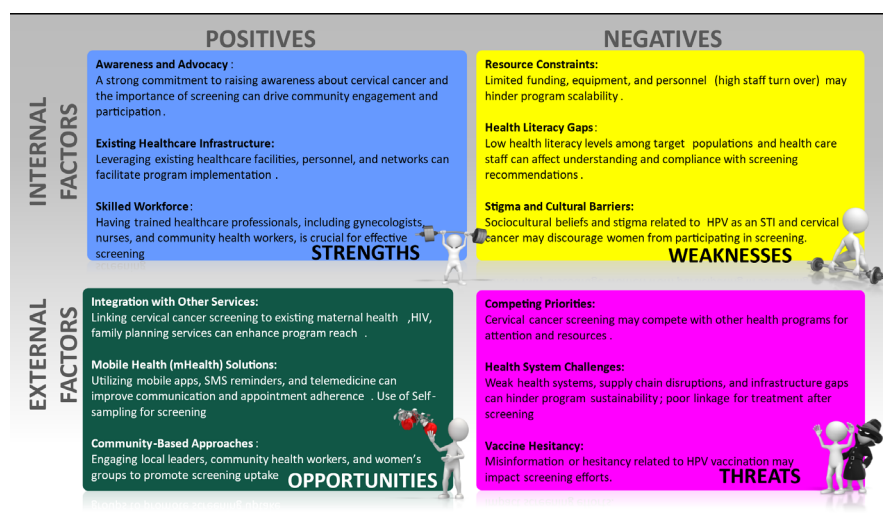 POSITIVES
NEGATIVES
INTERNAL
FACTORS
Awareness and Advocacy :
A strong commitment to raising awareness about cervical cancer and
the importance of screening can drive community engagement and
participation .
Existing Healthcare Infrastructure:
Leveraging existing healthcare facilities, personnel, and networks can
facilitate program implementation .
Skilled Workforce:
Having trained healthcare professionals, including gynecologists,
nurses, and community health workers, is crucial for effective
screening
STRENGTHS
Resource Constraints:
Limited funding, equipment, and personnel (high staff turn over) may
hinder program scalability .
Health Literacy Gaps:
Low health literacy levels among target populations and health care
staff can affect understanding and compliance with screening
recommendations .
Stigma and Cultural Barriers:
Sociocultural beliefs and stigma related to HPV as an STI and cervical
cancer may discourage women from participating in screening.
WEAKNESSES
EXTERNAL
FACTORS
Integration with Other Services:
Linking cervical cancer screening to existing maternal health ,HIV,
family planning services can enhance program reach .
Mobile Health (mHealth) Solutions:
Utilizing mobile apps, SMS reminders, and telemedicine can
improve communication and appointment adherence . Use of Self-
sampling for screening
Community-Based Approaches :
Engaging local leaders, community health workers, and women's
groups to promote screening uptake
OPPORTUNITIES
Competing Priorities:
Cervical cancer screening may compete with other health programs for
attention and resources .
Health System Challenges:
Weak health systems, supply chain disruptions, and infrastructure gaps
can hinder program sustainability; poor linkage for treatment after
screening
Vaccine Hesitancy:
Misinformation or hesitancy related to HPV vaccination may
impact screening efforts.
THREATS